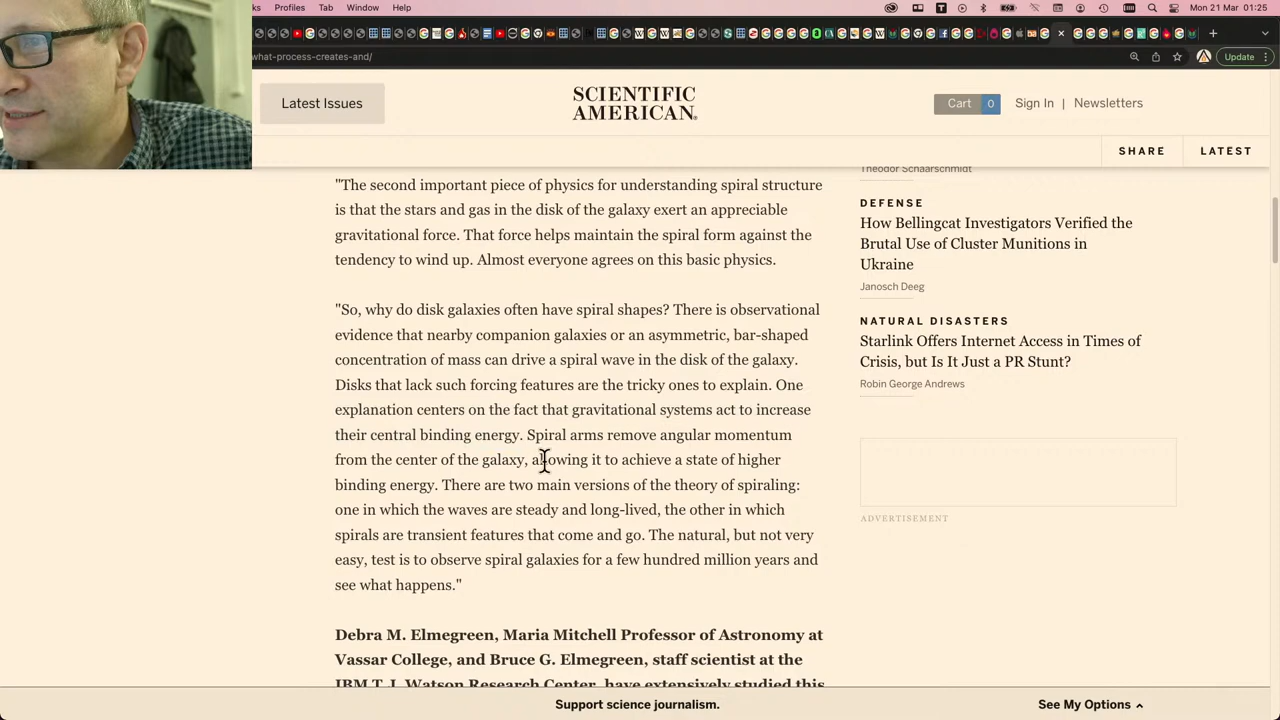 ks Profiles Tab Window Help
Mon 21 Mar 01:25
what-process-creates-and/
Update
Latest Issues
SCIENTIFIC
AMERICAN
Cart 0
Sign In | Newsletters
SHARE
LATEST
"The second important piece of physics for understanding spiral structure
is that the stars and gas in the disk of the galaxy exert an appreciable
gravitational force. That force helps maintain the spiral form against the
tendency to wind up. Almost everyone agrees on this basic physics.
"So, why do disk galaxies often have spiral shapes? There is observational
evidence that nearby companion galaxies or an asymmetric, bar-shaped
concentration of mass can drive a spiral wave in the disk of the galaxy.
Disks that lack such forcing features are the tricky ones to explain. One
explanation centers on the fact that gravitational systems act to increase
their central binding energy. Spiral arms remove angular momentum
from the center of the galaxy, allowing it to achieve a state of higher
binding energy. There are two main versions of the theory of spiraling:
one in which the waves are steady and long-lived, the other in which
spirals are transient features that come and go. The natural, but not very
easy, test is to observe spiral galaxies for a few hundred million years and
see what happens."
Debra M. Elmegreen, Maria Mitchell Professor of Astronomy at
Vassar College, and Bruce G. Elmegreen, staff scientist at the
IBM T. J. Watson Research Center, have extensively studied this
Theodor Schaarschmidt
DEFENSE
How Bellingcat Investigators Verified the
Brutal Use of Cluster Munitions in
Ukraine
Janosch Deeg
NATURAL DISASTERS
Starlink Offers Internet Access in Times of
Crisis, but Is It Just a PR Stunt?
Robin George Andrews
ADVERTISEMENT
Support science journalism.
See My Options